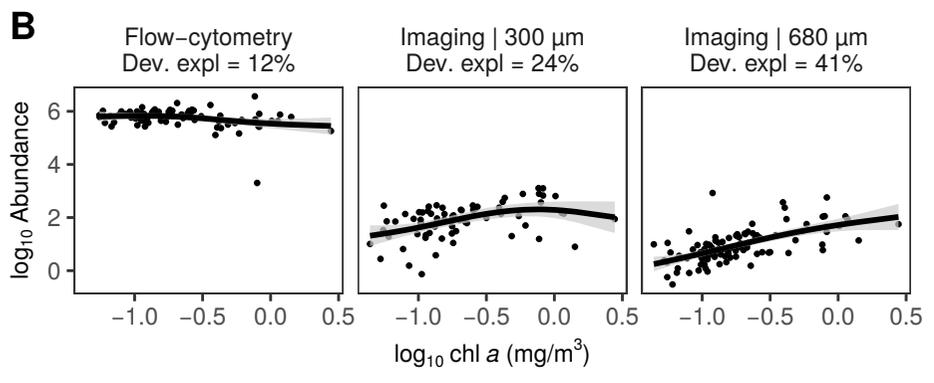 B
Flow−cytometry
Dev. expl = 12%
Imaging | 300 µm
Dev. expl = 24%
Imaging | 680 µm
Dev. expl = 41%
log₁₀ Abundance
6
4
2
0
−1.0 −0.5 0.0 0.5
−1.0 −0.5 0.0 0.5
−1.0 −0.5 0.0 0.5
log₁₀ chl a (mg/m³)